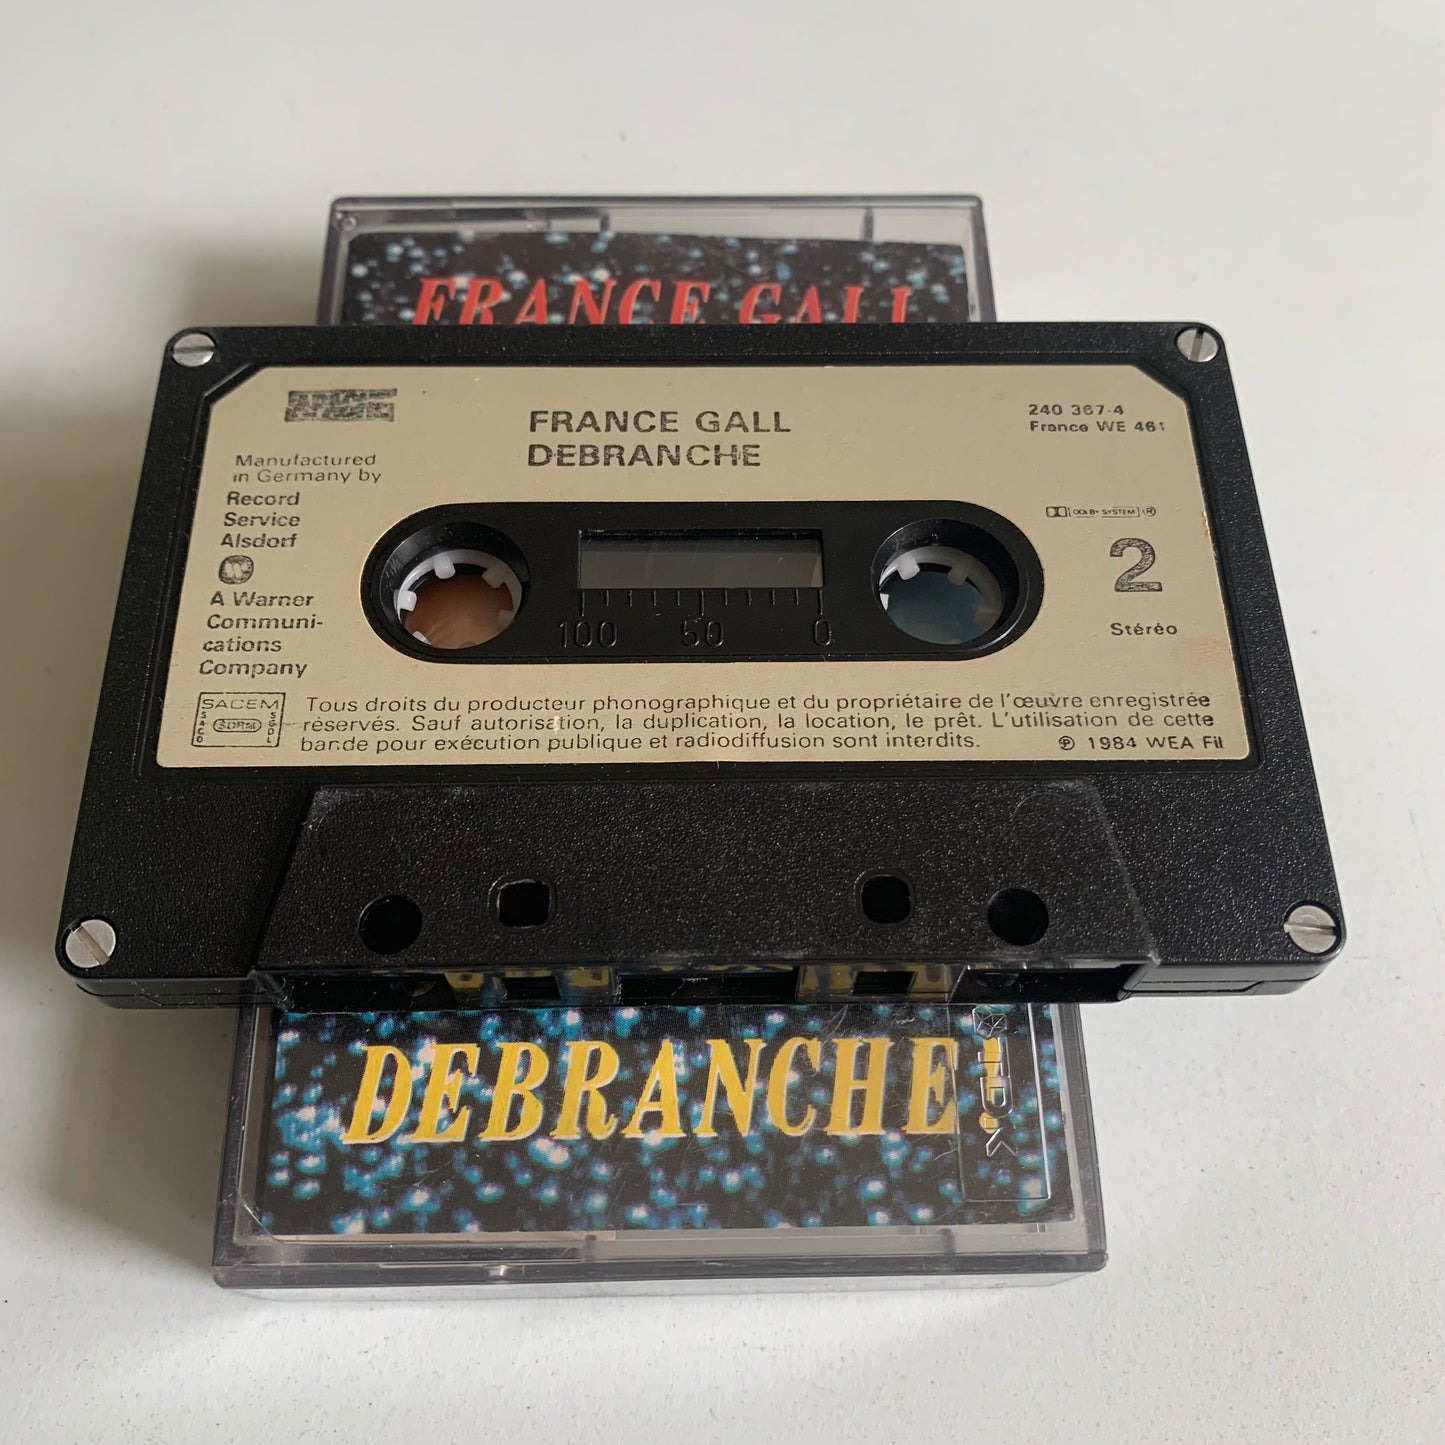 FRANCE GALL
APACHE
FRANCE GALL
DEBRANCHE
240 367-4
France WE 461
Manufactured
in Germany by
Record
Service
Alsdorf
A Warner
Communi-
cations
Company
DOLBY SYSTEM ®
2
Stéréo
100 50 0
SACEM
SACD
SDRM
SGDL
Tous droits du producteur phonographique et du propriétaire de l'œuvre enregistrée
réservés. Sauf autorisation, la duplication, la location, le prêt. L'utilisation de cette
bande pour exécution publique et radiodiffusion sont interdits.
℗ 1984 WEA Fil
DEBRANCHE
TDK